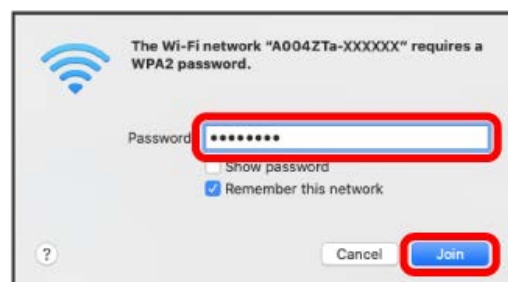 The Wi-Fi network “A004ZTa-XXXXXX” requires a
WPA2 password.
Password
••••••••
Show password
Remember this network
?
Cancel
Join